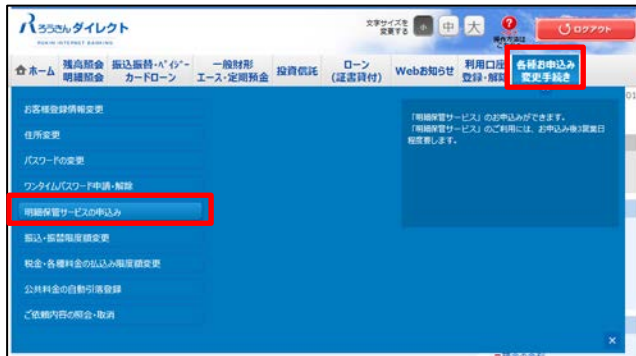 ろうきんダイレクト
ROKIN INTERNET BANKING
文字サイズを
変更する
小 中 大
?
操作方法は
こちら
ログアウト
ホーム
残高照会
明細照会
振込振替・ペイジー
カードローン
一般財形
エース・定期預金
投資信託
ローン
(証書貸付)
Webお知らせ
利用口座
登録・解除
各種お申込み
変更手続き
お客様登録情報変更
住所変更
パスワードの変更
ワンタイムパスワード申請・解除
明細保管サービスの申込み
振込・振替限度額変更
税金・各種料金の払込み限度額変更
公共料金の自動引落登録
ご依頼内容の照会・取消
「明細保管サービス」のお申込みができます。
「明細保管サービス」のご利用には、お申込み後3営業日
程度要します。
×
01